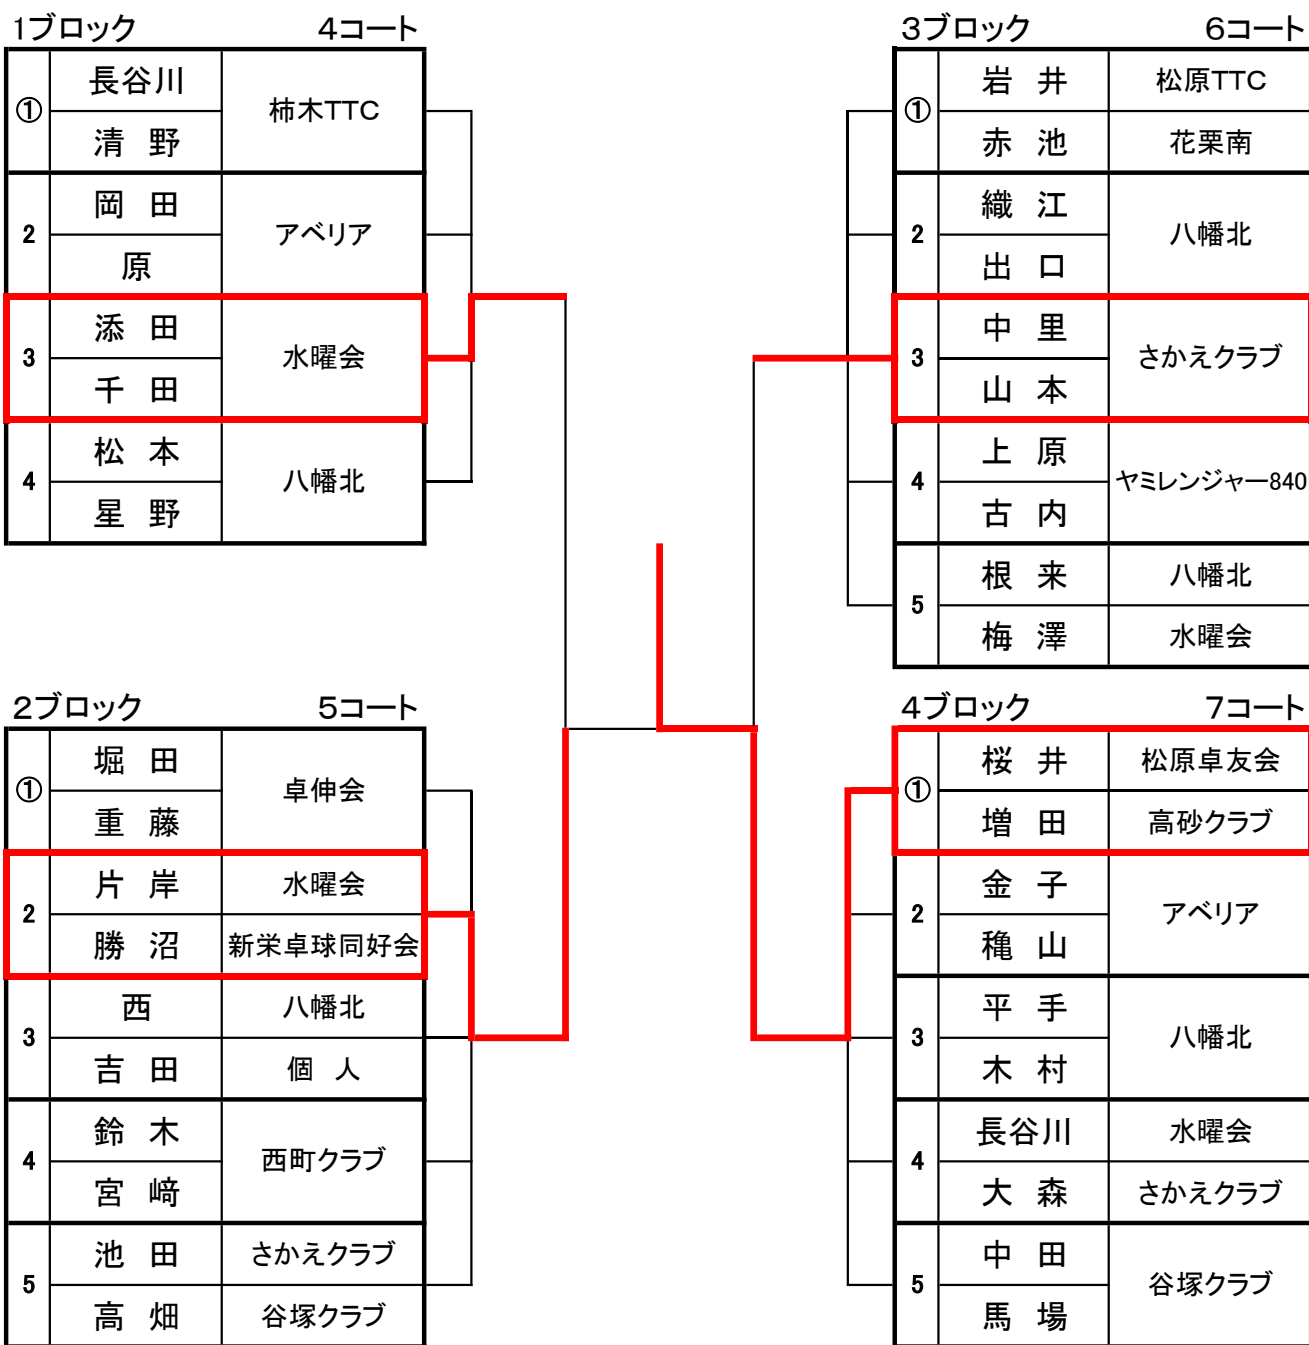 1ブロック 4コート
① 長谷川 柿木TTC
清 野
2 岡 田 アベリア
原
3 添 田 水曜会
千 田
4 松 本 八幡北
星 野
2ブロック 5コート
① 堀 田 卓伸会
重 藤
2 片 岸 水曜会
勝 沼 新栄卓球同好会
3 西 八幡北
吉 田 個 人
4 鈴 木 西町クラブ
宮 﨑
5 池 田 さかえクラブ
高 畑 谷塚クラブ
3ブロック 6コート
① 岩 井 松原TTC
赤 池 花栗南
2 織 江 八幡北
出 口
3 中 里 さかえクラブ
山 本
4 上 原 ヤミレンジャー840
古 内
5 根 来 八幡北
梅 澤 水曜会
4ブロック 7コート
① 桜 井 松原卓友会
増 田 高砂クラブ
2 金 子 アベリア
穐 山
3 平 手 八幡北
木 村
4 長谷川 水曜会
大 森 さかえクラブ
5 中 田 谷塚クラブ
馬 場